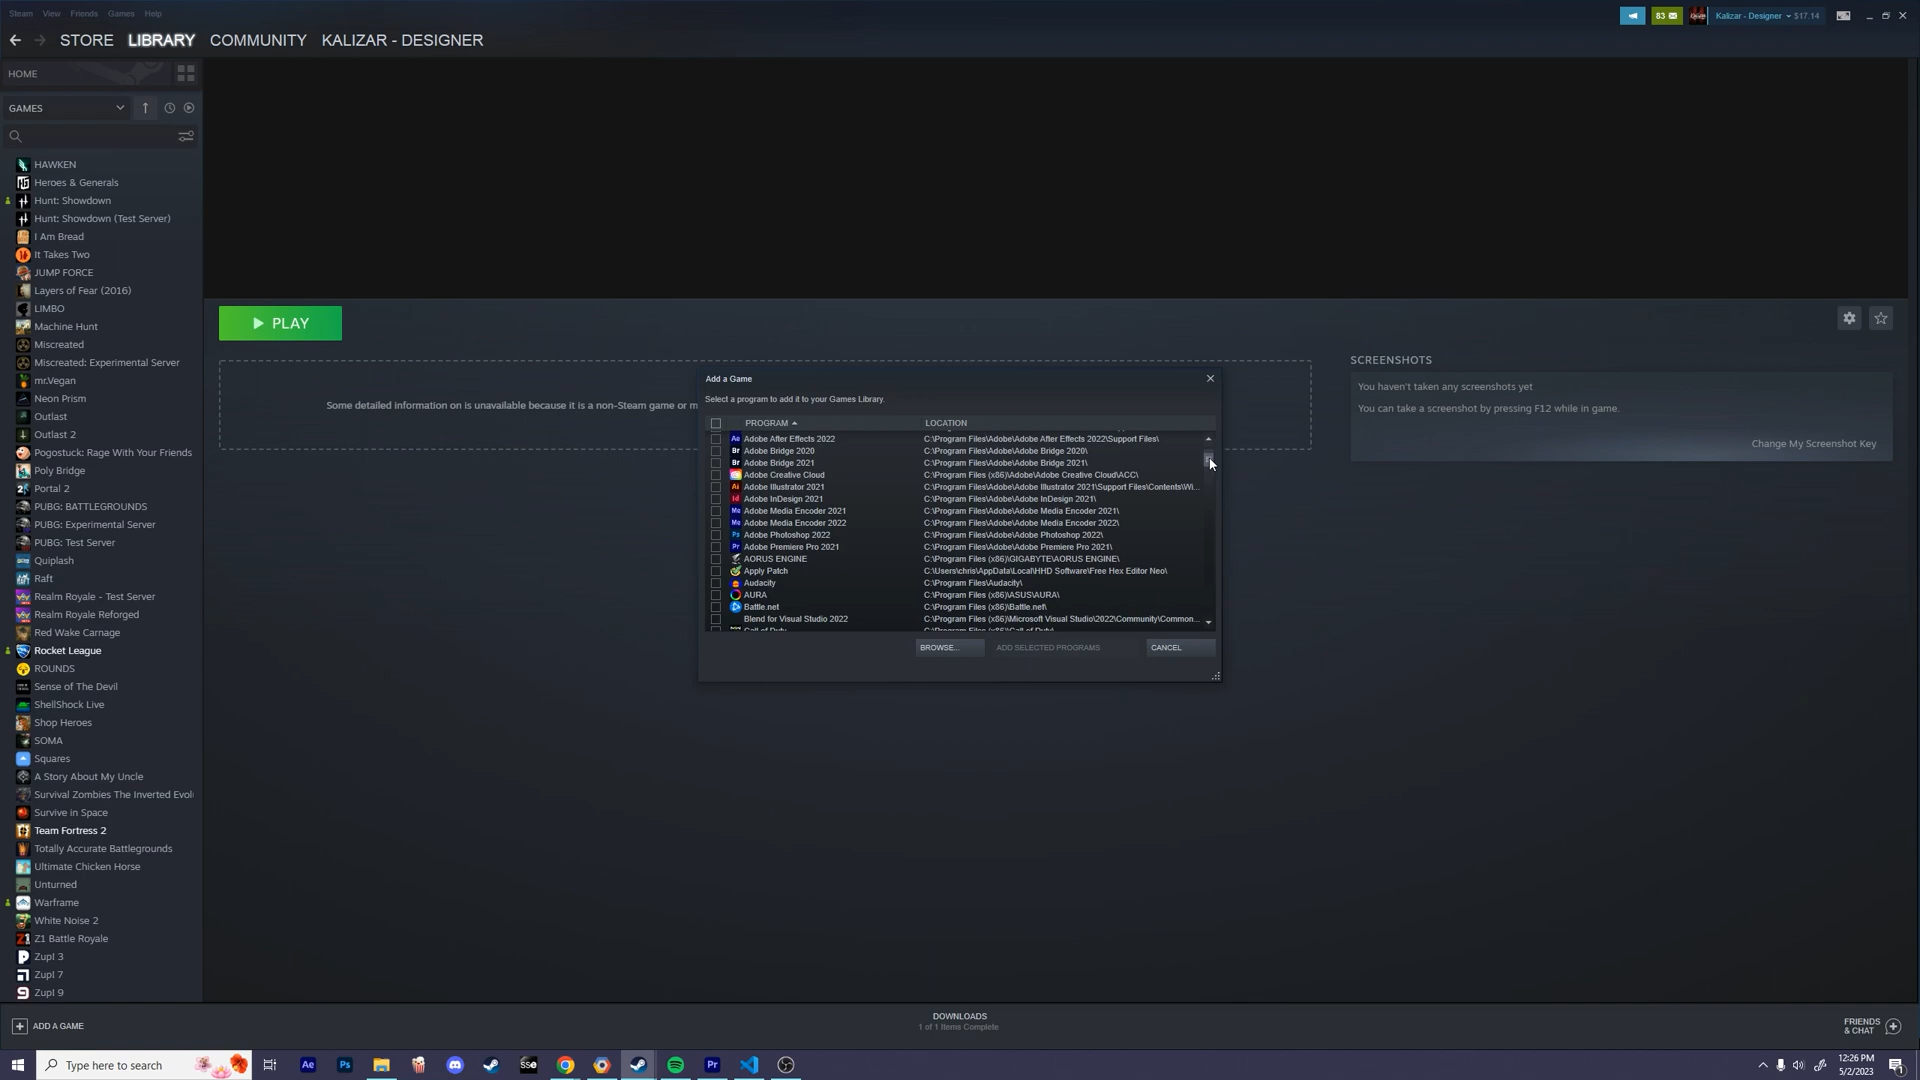 Steam View Friends Games Help
83 Kalizar - Designer $17.14
STORE LIBRARY COMMUNITY KALIZAR - DESIGNER
HOME
GAMES
HAWKEN
Heroes & Generals
Hunt: Showdown
Hunt: Showdown (Test Server)
I Am Bread
It Takes Two
JUMP FORCE
Layers of Fear (2016)
LIMBO
Machine Hunt
Miscreated
Miscreated: Experimental Server
mr.Vegan
Neon Prism
Outlast
Outlast 2
Pogostuck: Rage With Your Friends
Poly Bridge
Portal 2
PUBG: BATTLEGROUNDS
PUBG: Experimental Server
PUBG: Test Server
Quiplash
Raft
Realm Royale - Test Server
Realm Royale Reforged
Red Wake Carnage
Rocket League
ROUNDS
Sense of The Devil
ShellShock Live
Shop Heroes
SOMA
Squares
A Story About My Uncle
Survival Zombies The Inverted Evol
Survive in Space
Team Fortress 2
Totally Accurate Battlegrounds
Ultimate Chicken Horse
Unturned
Warframe
White Noise 2
Z1 Battle Royale
Zup! 3
Zup! 7
Zup! 9
PLAY
Some detailed information on is unavailable because it is a non-Steam game or m
SCREENSHOTS
You haven't taken any screenshots yet
You can take a screenshot by pressing F12 while in game.
Change My Screenshot Key
Add a Game
Select a program to add it to your Games Library.
PROGRAM LOCATION
Adobe After Effects 2022 C:\Program Files\Adobe\Adobe After Effects 2022\Support Files\
Adobe Bridge 2020 C:\Program Files\Adobe\Adobe Bridge 2020\
Adobe Bridge 2021 C:\Program Files\Adobe\Adobe Bridge 2021\
Adobe Creative Cloud C:\Program Files (x86)\Adobe\Adobe Creative Cloud\ACC\
Adobe Illustrator 2021 C:\Program Files\Adobe\Adobe Illustrator 2021\Support Files\Contents\Wi...
Adobe InDesign 2021 C:\Program Files\Adobe\Adobe InDesign 2021\
Adobe Media Encoder 2021 C:\Program Files\Adobe\Adobe Media Encoder 2021\
Adobe Media Encoder 2022 C:\Program Files\Adobe\Adobe Media Encoder 2022\
Adobe Photoshop 2022 C:\Program Files\Adobe\Adobe Photoshop 2022\
Adobe Premiere Pro 2021 C:\Program Files\Adobe\Adobe Premiere Pro 2021\
AORUS ENGINE C:\Program Files (x86)\GIGABYTE\AORUS ENGINE\
Apply Patch C:\Users\chris\AppData\Local\HHD Software\Free Hex Editor Neo\
Audacity C:\Program Files\Audacity\
AURA C:\Program Files (x86)\ASUS\AURA\
Battle.net C:\Program Files (x86)\Battle.net\
Blend for Visual Studio 2022 C:\Program Files (x86)\Microsoft Visual Studio\2022\Community\Common...
Call of Duty C:\Program Files (x86)\Call of Duty\
BROWSE... ADD SELECTED PROGRAMS CANCEL
ADD A GAME
DOWNLOADS
1 of 1 Items Complete
FRIENDS & CHAT
Type here to search
12:26 PM
5/2/2023